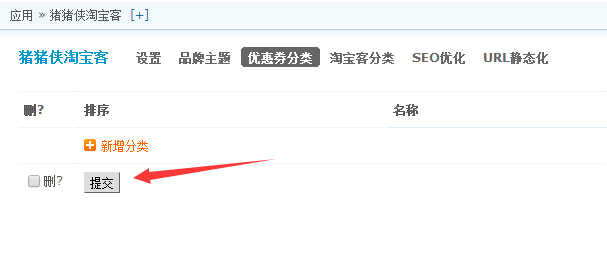 应用 » 猪猪侠淘宝客 [+]
猪猪侠淘宝客 设置 品牌主题 优惠券分类 淘宝客分类 SEO优化 URL静态化
删? 排序 名称
新增分类
删? 提交